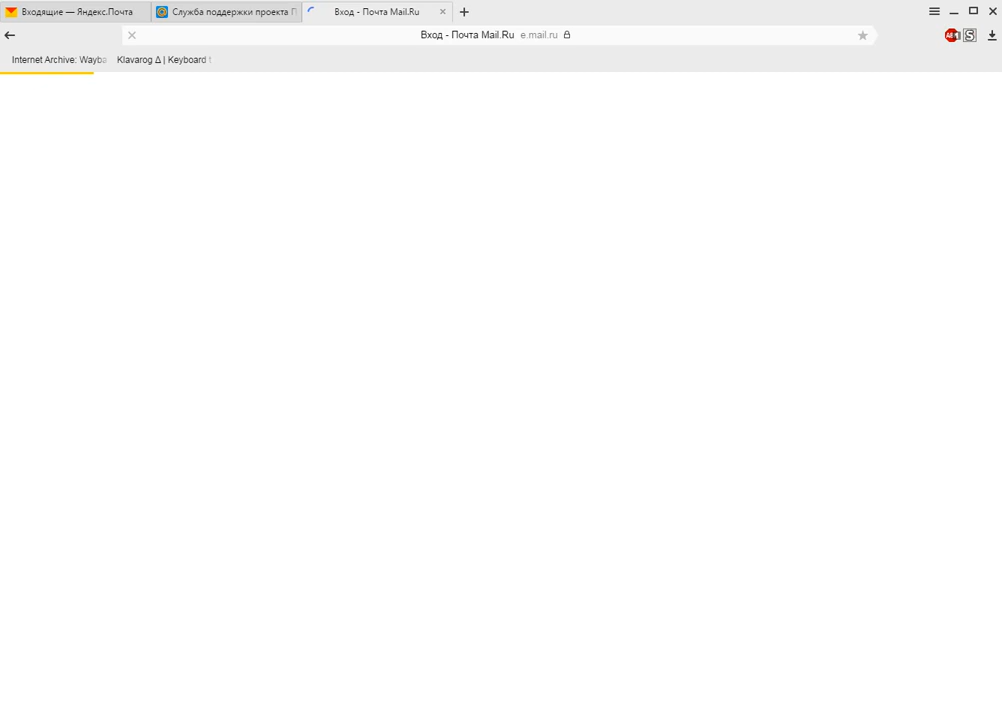 Входящие — Яндекс.Почта
Служба поддержки проекта
Вход - Почта Mail.Ru
Вход - Почта Mail.Ru e.mail.ru
Internet Archive: Wayba
Klavarog Δ | Keyboard t